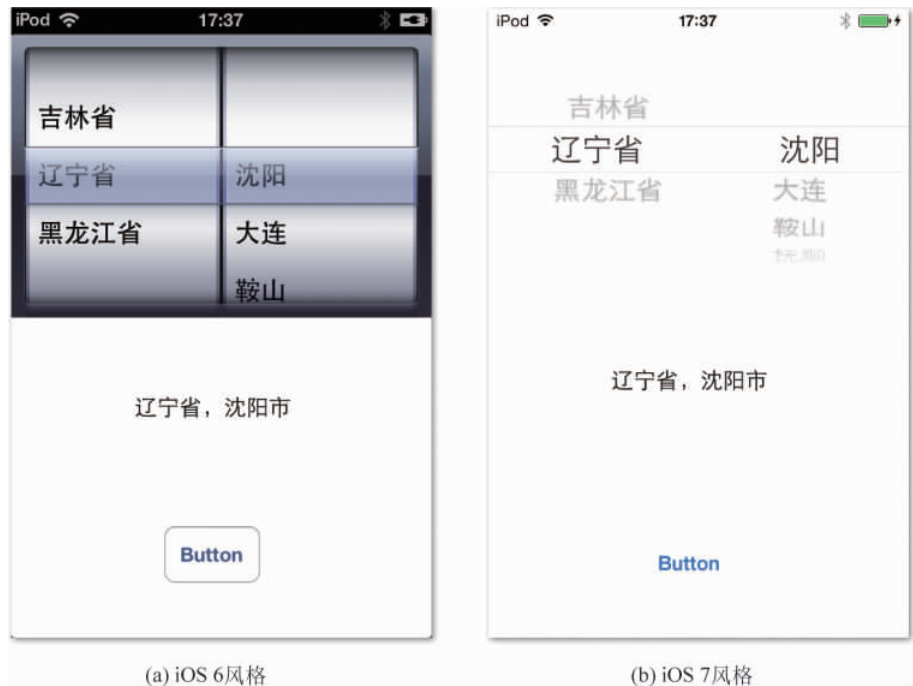 iPod 17:37
吉林省
辽宁省 沈阳
黑龙江省 大连
鞍山
辽宁省，沈阳市
Button
(a) iOS 6风格
iPod 17:37
吉林省
辽宁省 沈阳
黑龙江省 大连
鞍山
辽宁省，沈阳市
Button
(b) iOS 7风格